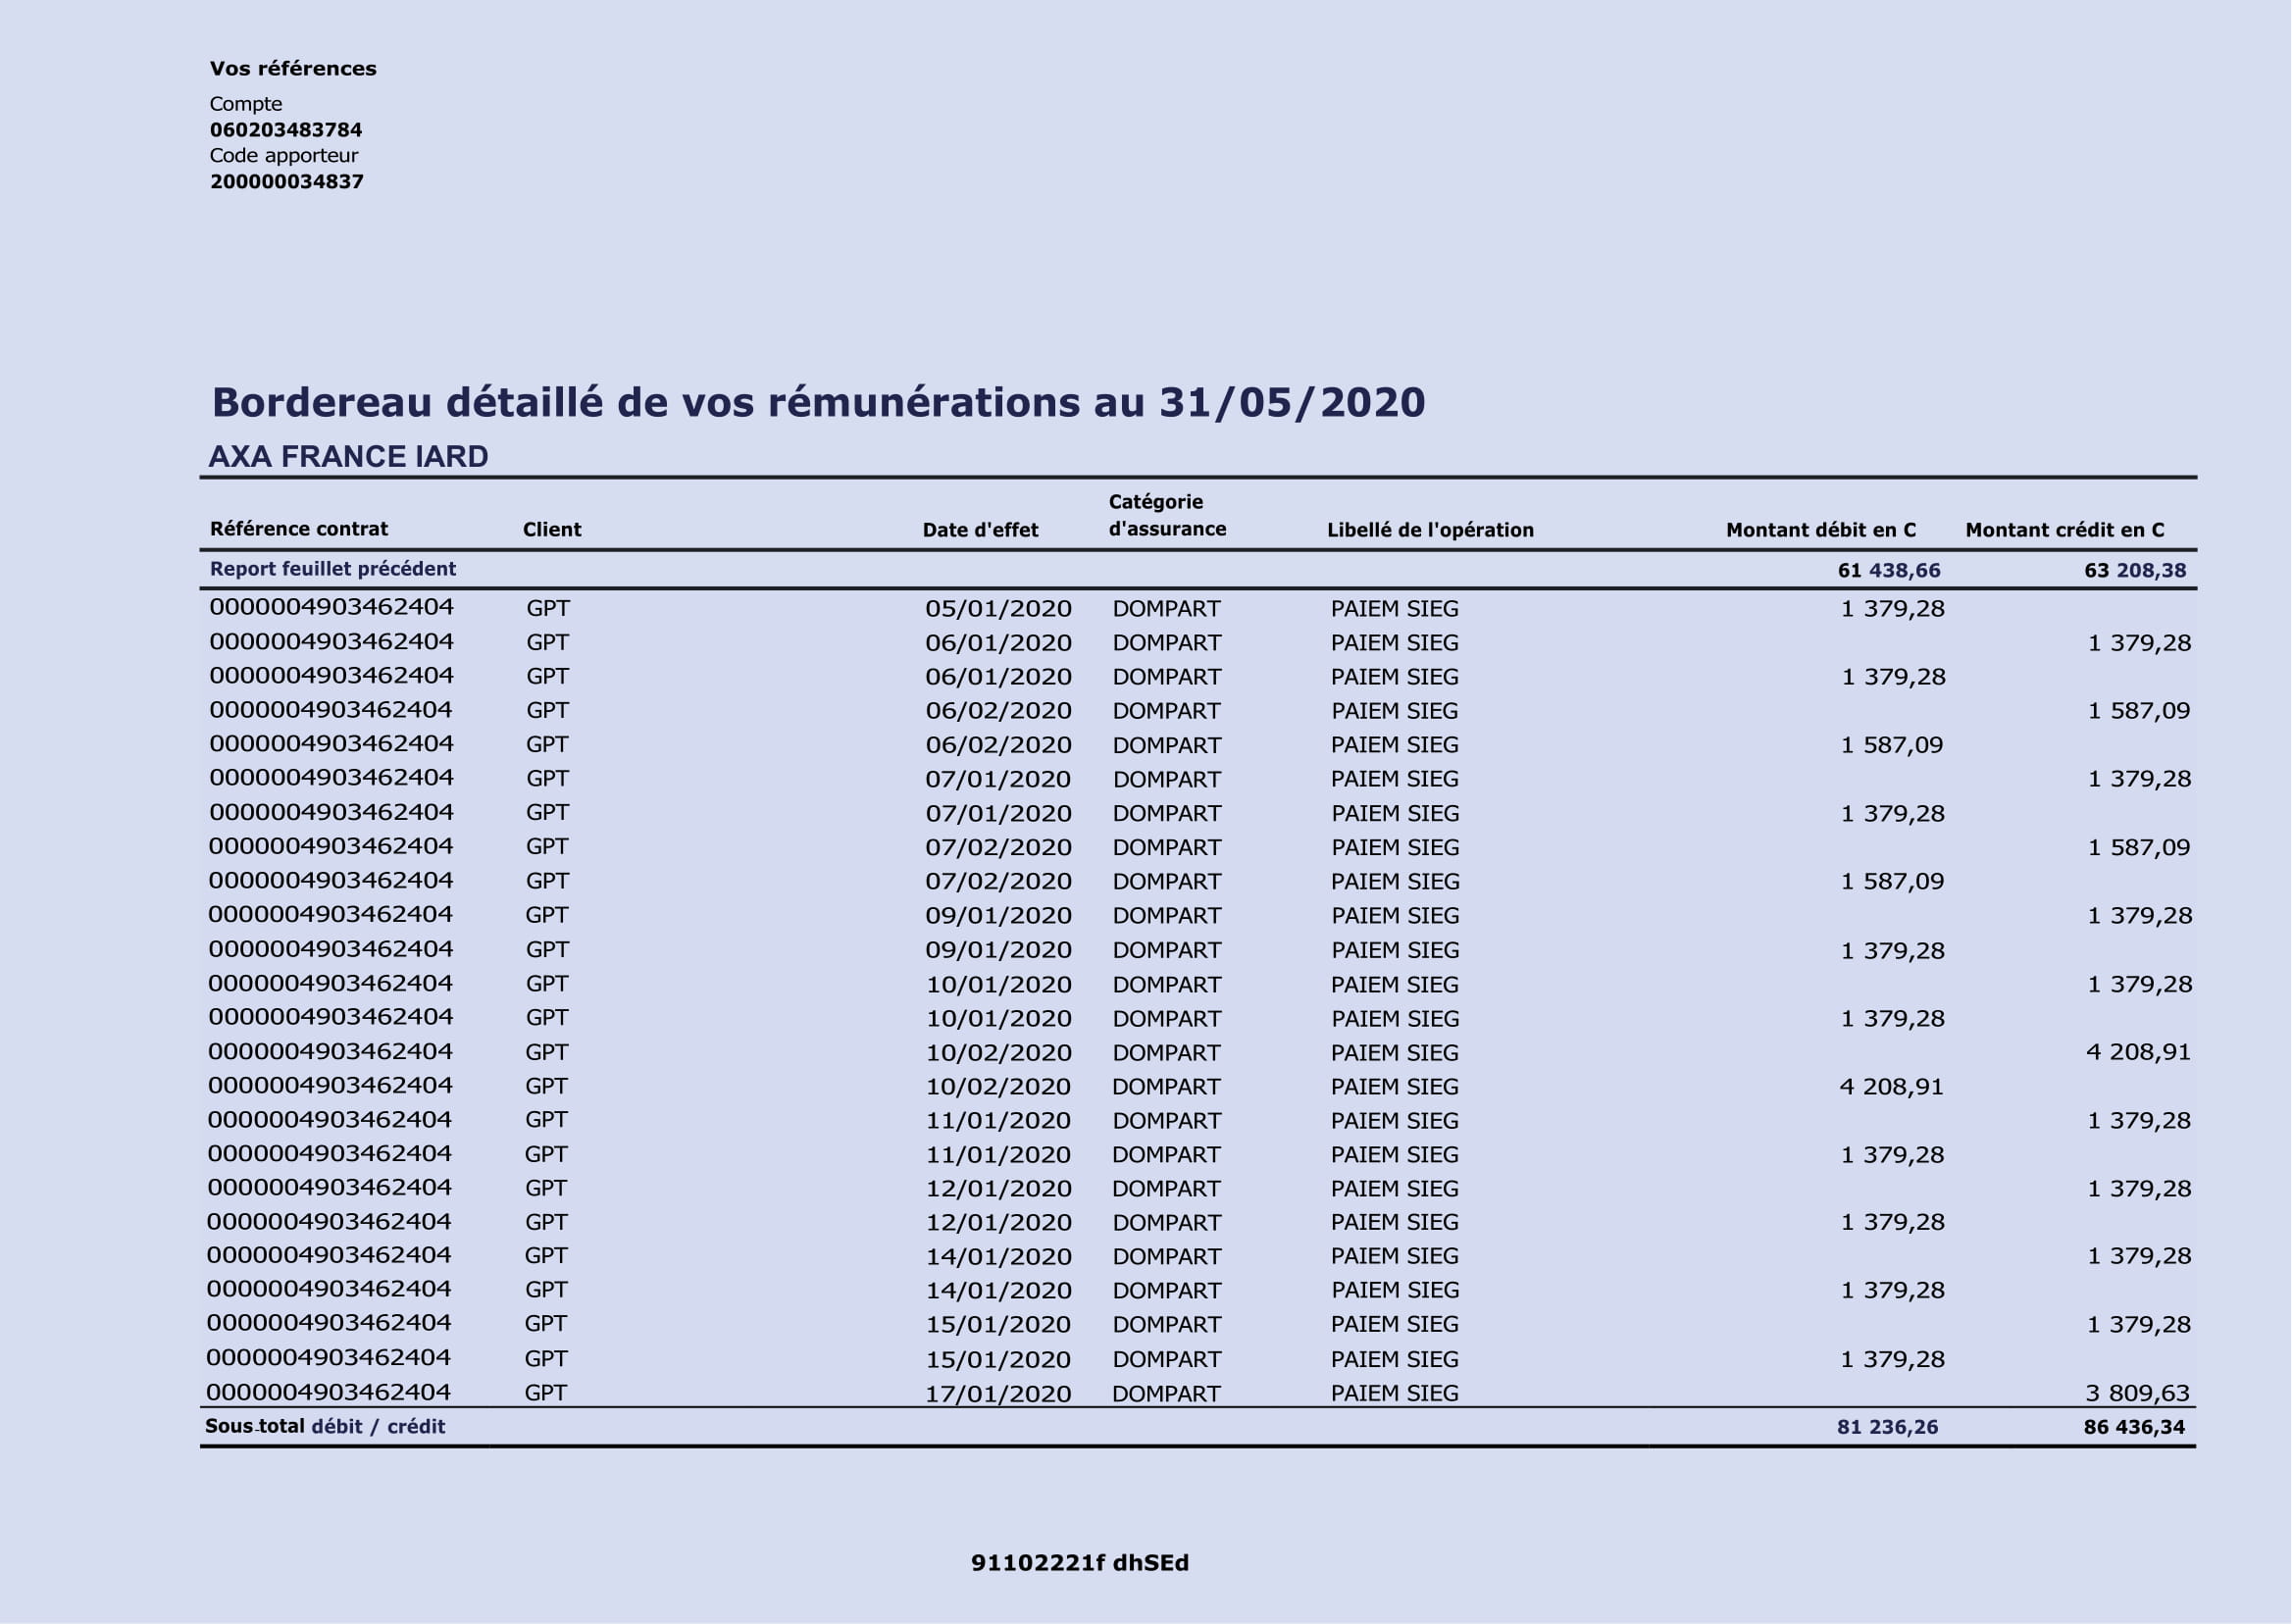 Vos références
Compte
060203483784
Code apporteur
200000034837
Bordereau détaillé de vos rémunérations au 31/05/2020
AXA FRANCE IARD
Référence contrat Client Date d'effet Catégorie d'assurance Libellé de l'opération Montant débit en C Montant crédit en C
Report feuillet précédent 61 438,66 63 208,38
0000004903462404 GPT 05/01/2020 DOMPART PAIEM SIEG 1 379,28
0000004903462404 GPT 06/01/2020 DOMPART PAIEM SIEG 1 379,28
0000004903462404 GPT 06/01/2020 DOMPART PAIEM SIEG 1 379,28
0000004903462404 GPT 06/02/2020 DOMPART PAIEM SIEG 1 587,09
0000004903462404 GPT 06/02/2020 DOMPART PAIEM SIEG 1 587,09
0000004903462404 GPT 07/01/2020 DOMPART PAIEM SIEG 1 379,28
0000004903462404 GPT 07/01/2020 DOMPART PAIEM SIEG 1 379,28
0000004903462404 GPT 07/02/2020 DOMPART PAIEM SIEG 1 587,09
0000004903462404 GPT 07/02/2020 DOMPART PAIEM SIEG 1 587,09
0000004903462404 GPT 09/01/2020 DOMPART PAIEM SIEG 1 379,28
0000004903462404 GPT 09/01/2020 DOMPART PAIEM SIEG 1 379,28
0000004903462404 GPT 10/01/2020 DOMPART PAIEM SIEG 1 379,28
0000004903462404 GPT 10/01/2020 DOMPART PAIEM SIEG 1 379,28
0000004903462404 GPT 10/02/2020 DOMPART PAIEM SIEG 4 208,91
0000004903462404 GPT 10/02/2020 DOMPART PAIEM SIEG 4 208,91
0000004903462404 GPT 11/01/2020 DOMPART PAIEM SIEG 1 379,28
0000004903462404 GPT 11/01/2020 DOMPART PAIEM SIEG 1 379,28
0000004903462404 GPT 12/01/2020 DOMPART PAIEM SIEG 1 379,28
0000004903462404 GPT 12/01/2020 DOMPART PAIEM SIEG 1 379,28
0000004903462404 GPT 14/01/2020 DOMPART PAIEM SIEG 1 379,28
0000004903462404 GPT 14/01/2020 DOMPART PAIEM SIEG 1 379,28
0000004903462404 GPT 15/01/2020 DOMPART PAIEM SIEG 1 379,28
0000004903462404 GPT 15/01/2020 DOMPART PAIEM SIEG 1 379,28
0000004903462404 GPT 17/01/2020 DOMPART PAIEM SIEG 3 809,63
Sous-total débit / crédit 81 236,26 86 436,34
91102221f dhSEd